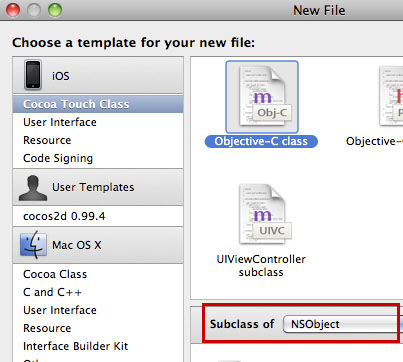 New File
Choose a template for your new file:
iOS
Cocoa Touch Class
User Interface
Resource
Code Signing
User Templates
cocos2d 0.99.4
Mac OS X
Cocoa Class
C and C++
User Interface
Resource
Interface Builder Kit
Other
m
Obj-C
Objective-C class
Objective-C
m
UIVC
UIViewController
subclass
Subclass of
NSObject